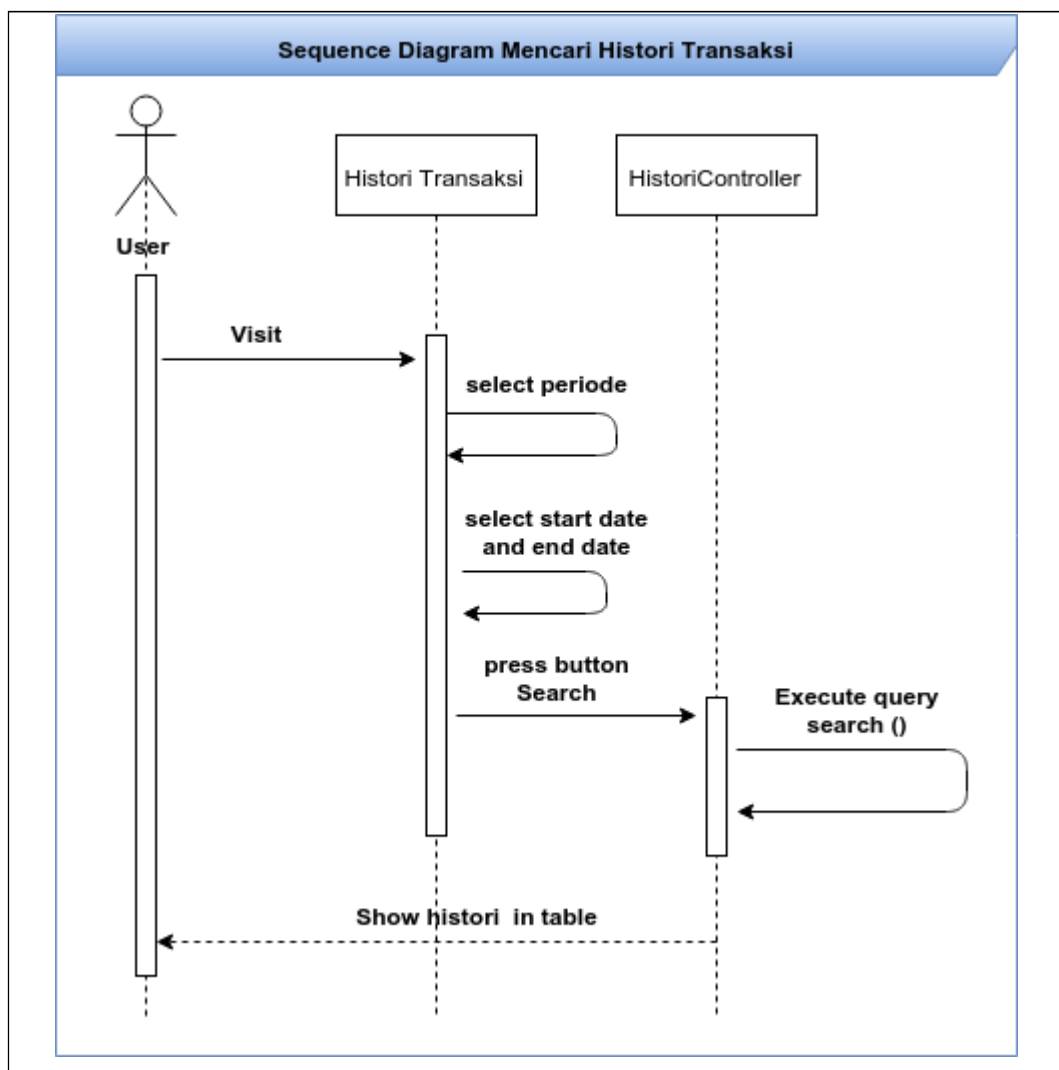 Sequence Diagram Mencari Histori Transaksi
Histori Transaksi
HistoriController
User
Visit
select periode
select start date
and end date
press button
Search
Execute query
search ()
Show histori in table